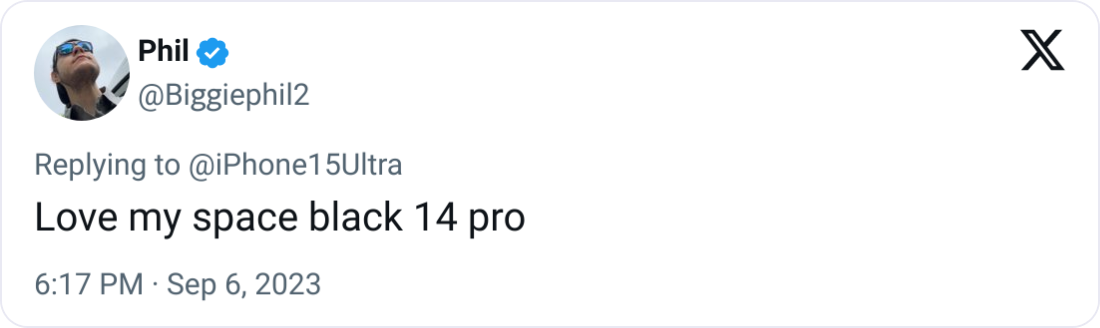 Phil
@Biggiephil2
Replying to @iPhone15Ultra
Love my space black 14 pro
6:17 PM · Sep 6, 2023